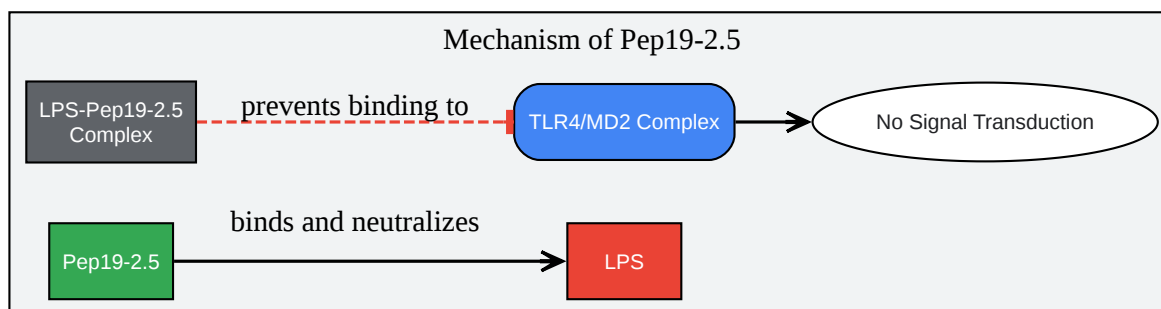 Mechanism of Pep19-2.5
LPS-Pep19-2.5
Complex
prevents binding to
TLR4/MD2 Complex
No Signal Transduction
Pep19-2.5
binds and neutralizes
LPS